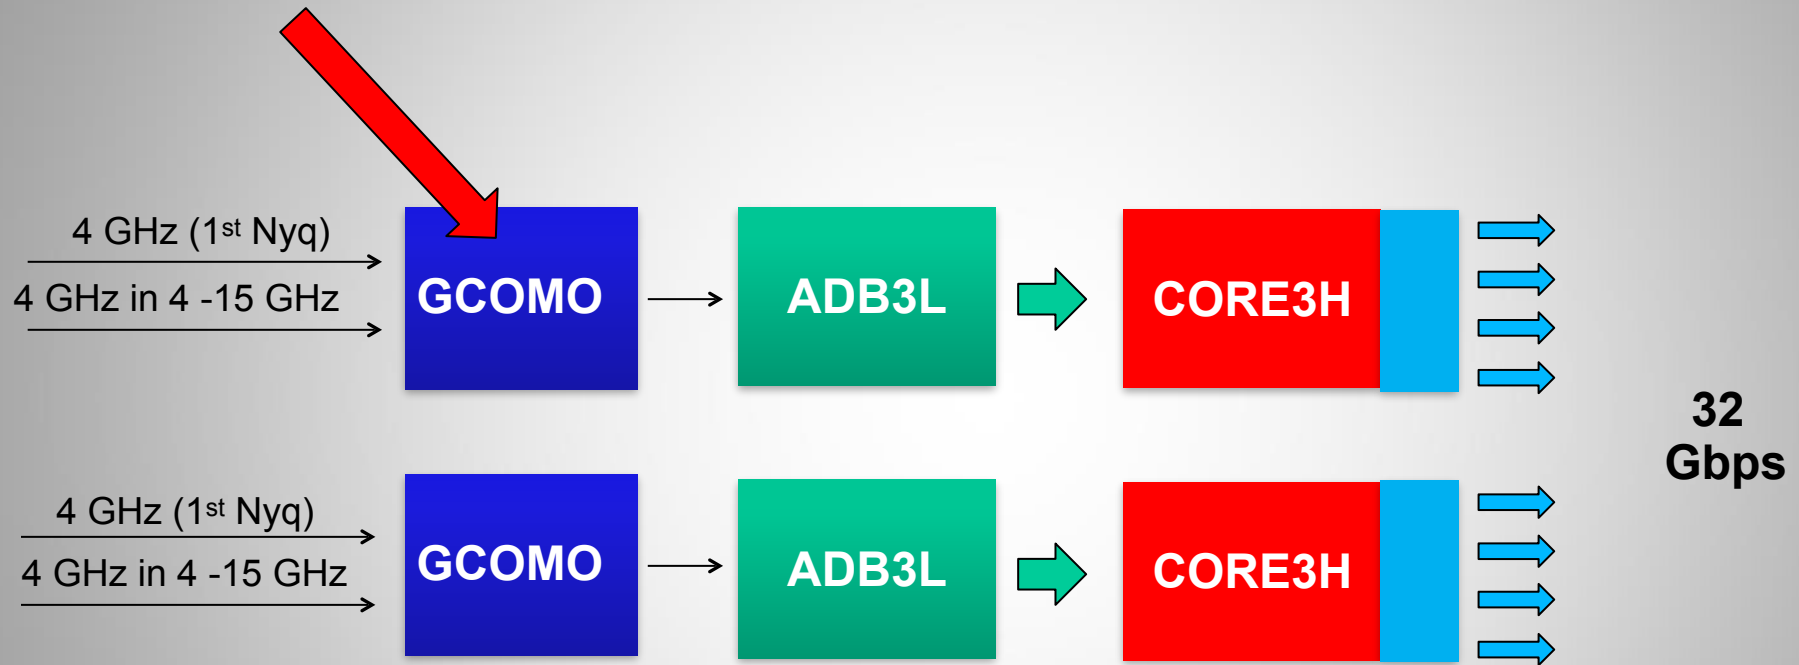 4 GHz (1st Nyq)
4 GHz in 4 -15 GHz
GCOMO
ADB3L
CORE3H
32
Gbps
4 GHz (1st Nyq)
4 GHz in 4 -15 GHz
GCOMO
ADB3L
CORE3H